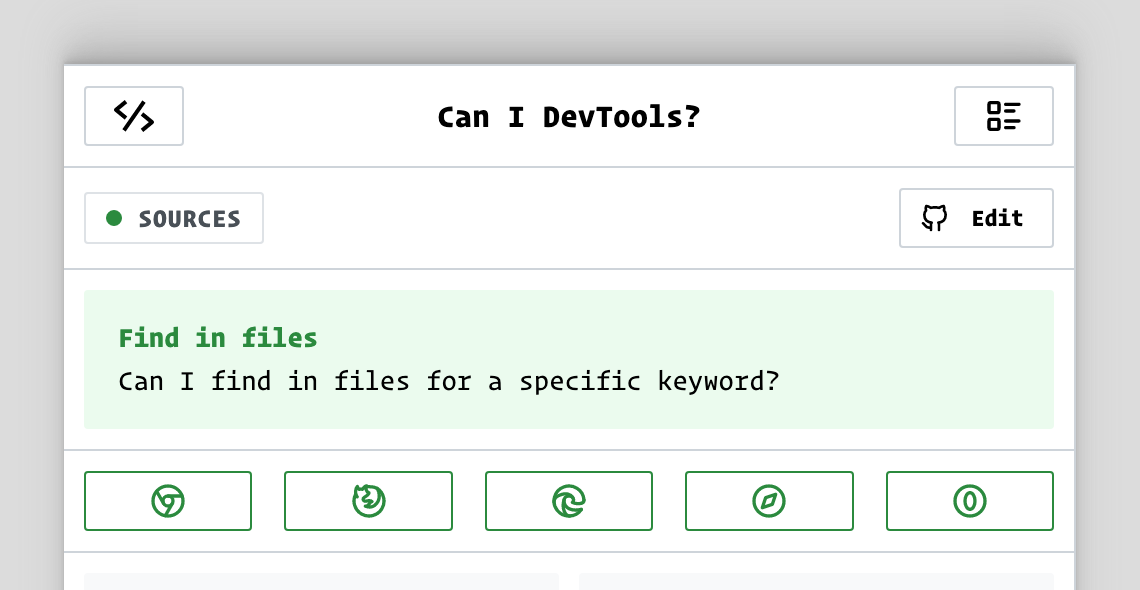 Can I DevTools?
SOURCES
Edit
Find in files
Can I find in files for a specific keyword?